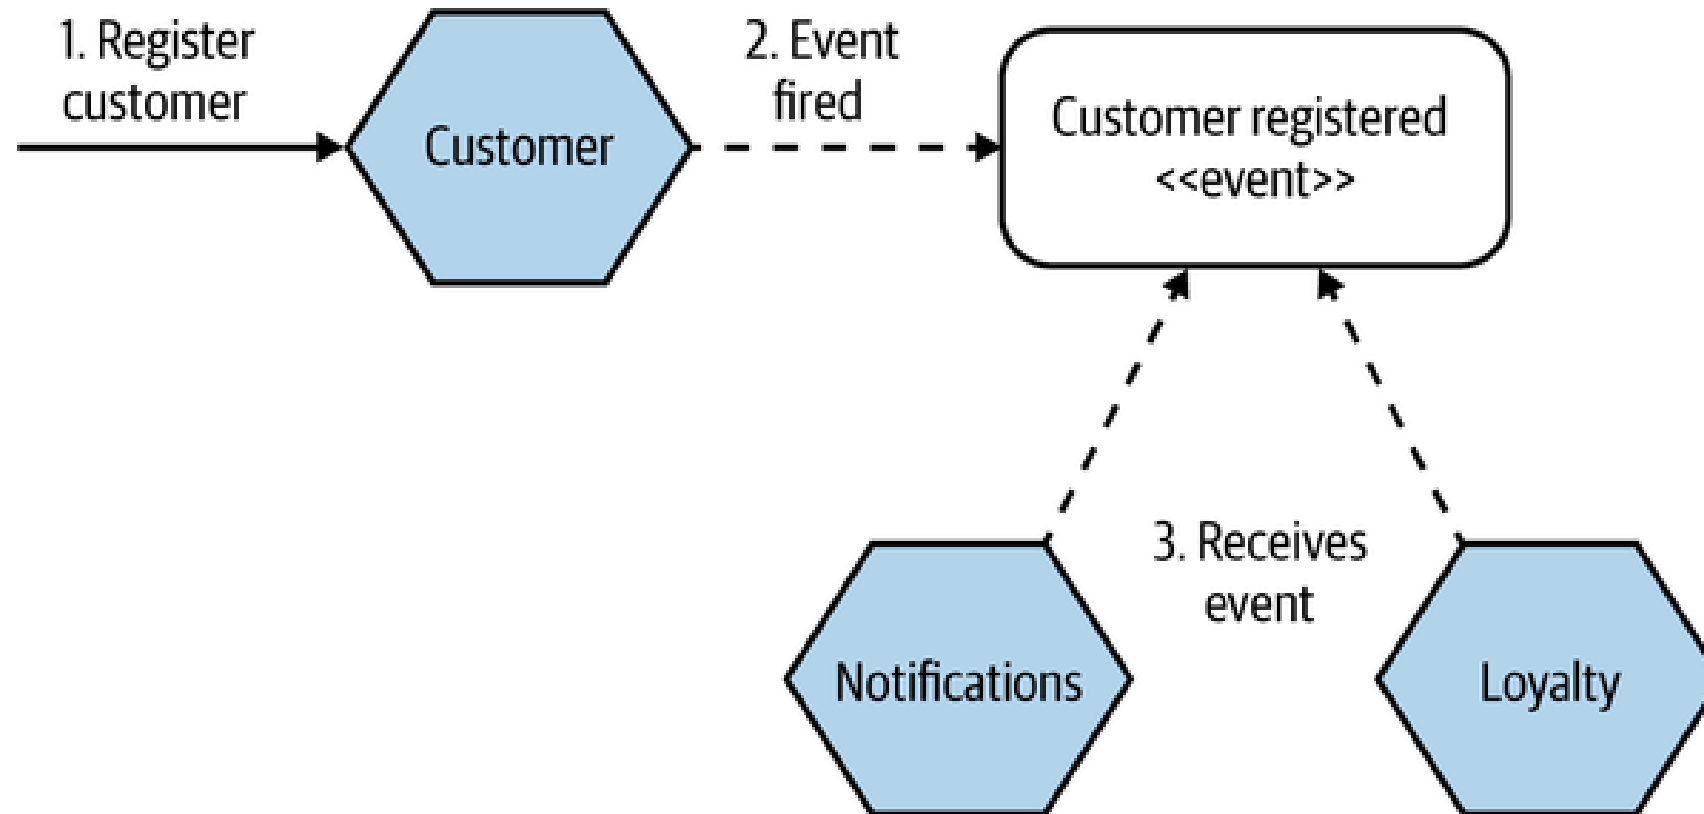 1. Register
customer
Customer
2. Event
fired
Customer registered
<<event>>
3. Receives
event
Notifications
Loyalty